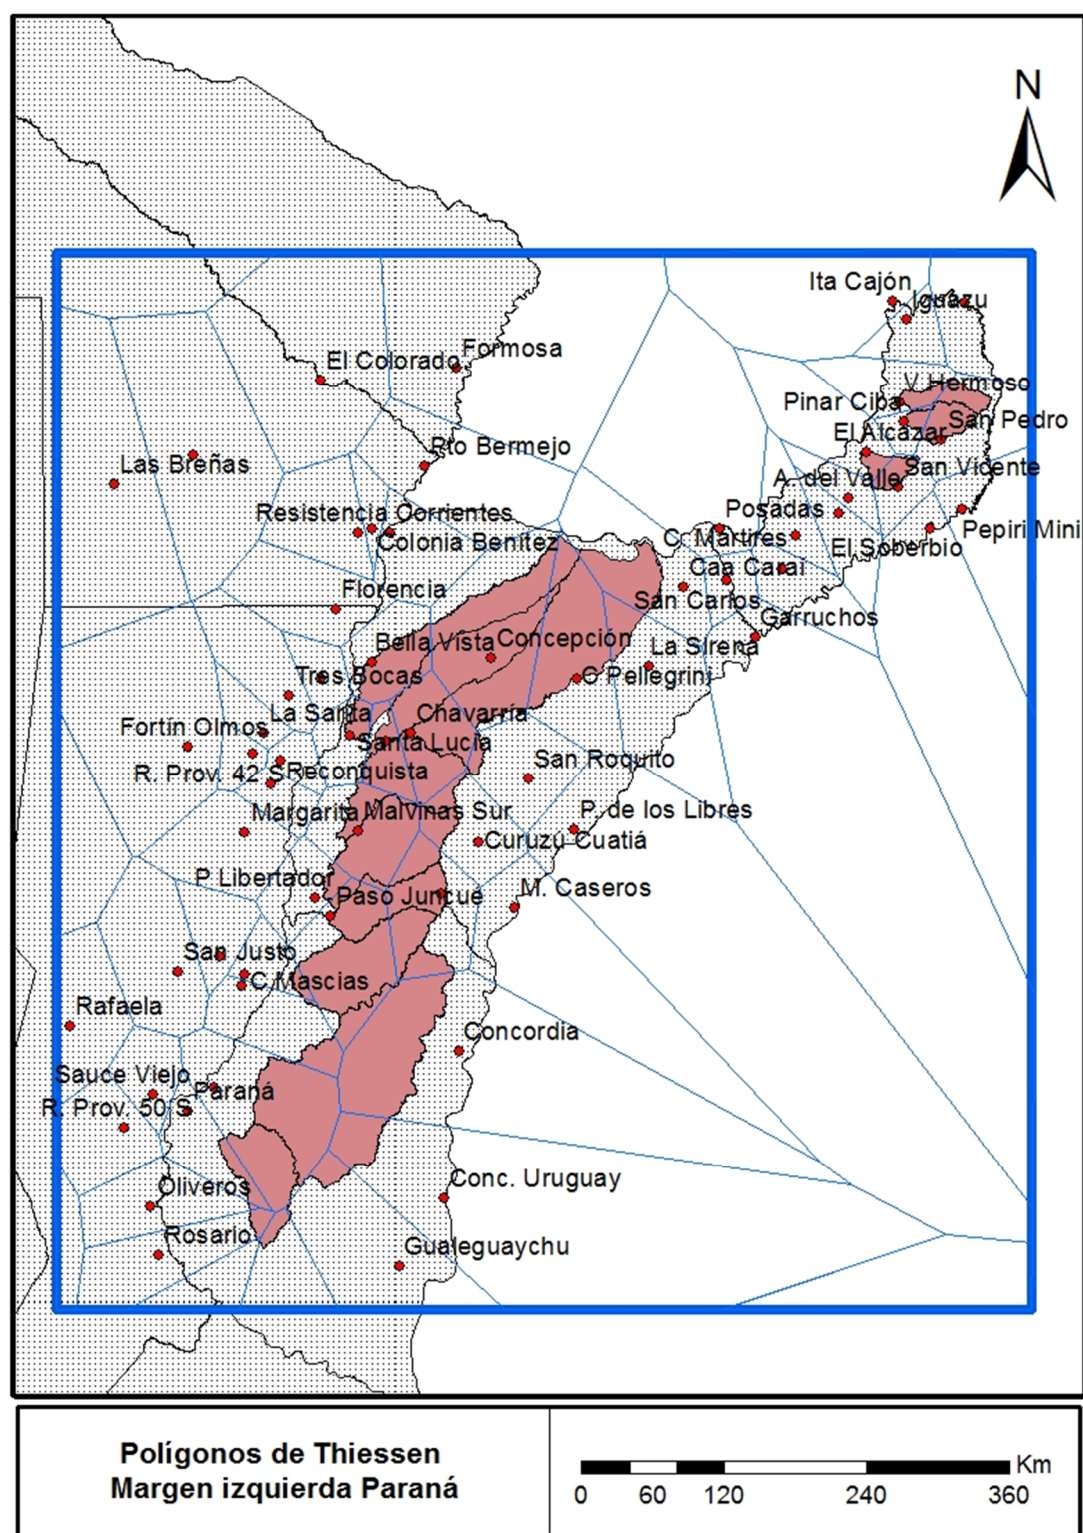 N
Ita Cajón
Iguazu
El Colorado
Formosa
V Hermoso
Pinar Ciba
San Pedro
El Alcazar
Pto Bermejo
Las Breñas
A. del Valle
San Vicente
Resistencia
Corrientes
Posadas
Pepiri Mini
Colonia Benitez
C. Martires
El Soberbio
Caa Carai
Florencia
San Carlos
Garruchos
Bella Vista
Concepción
La Sirena
Tres Bocas
C Pellegrini
La Sarita
Chavarría
Fortín Olmos
Santa Lucía
San Roquito
R. Prov. 42 S
Reconquista
Margarita
Malvinas Sur
P. de los Libres
Curuzú Cuatiá
P Libertador
Paso Juncue
M. Caseros
San Justo
C Mascias
Rafaela
Concordia
Sauce Viejo
Paraná
R. Prov. 50 S
Oliveros
Conc. Uruguay
Rosario
Gualeguaychu
Polígonos de Thiessen
Margen izquierda Paraná
Km
0 60 120 240 360